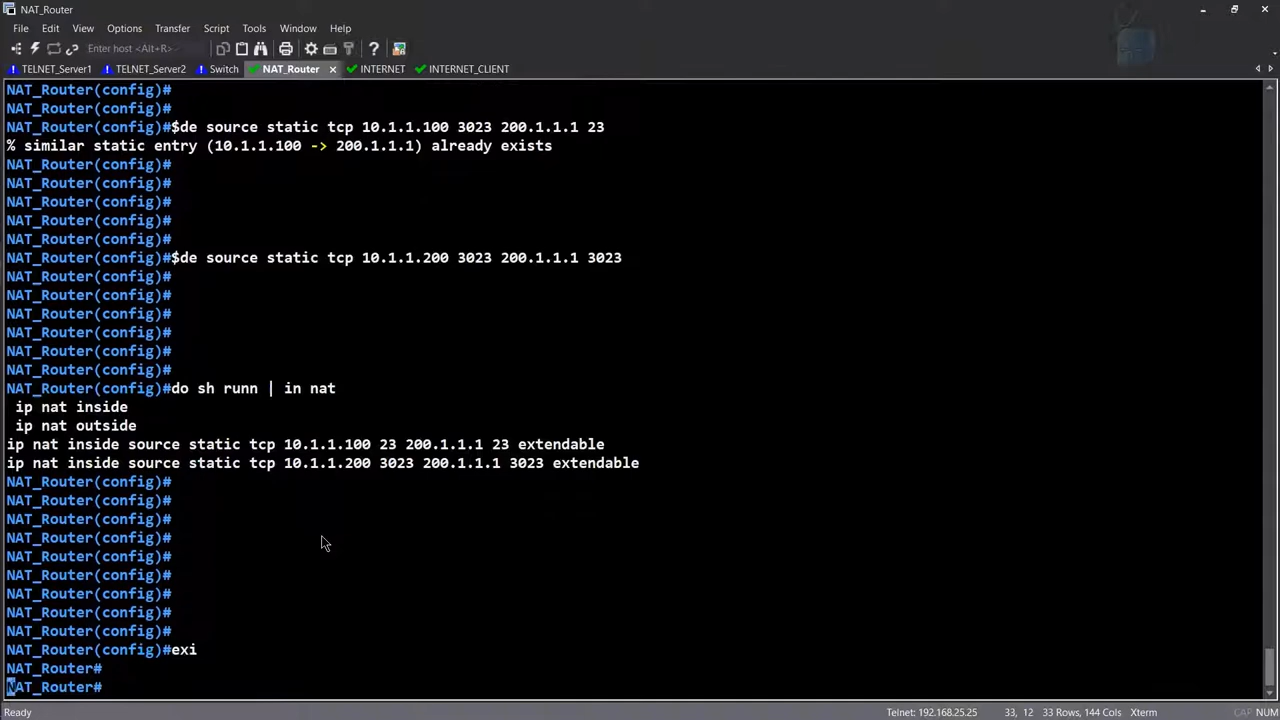 NAT_Router
File Edit View Options Transfer Script Tools Window Help
Enter host <Alt+R>
TELNET_Server1 TELNET_Server2 Switch NAT_Router INTERNET INTERNET_CLIENT
NAT_Router(config)#
NAT_Router(config)#
NAT_Router(config)#$de source static tcp 10.1.1.100 3023 200.1.1.1 23
% similar static entry (10.1.1.100 -> 200.1.1.1) already exists
NAT_Router(config)#
NAT_Router(config)#
NAT_Router(config)#
NAT_Router(config)#
NAT_Router(config)#
NAT_Router(config)#$de source static tcp 10.1.1.200 3023 200.1.1.1 3023
NAT_Router(config)#
NAT_Router(config)#
NAT_Router(config)#
NAT_Router(config)#
NAT_Router(config)#
NAT_Router(config)#
NAT_Router(config)#do sh runn | in nat
ip nat inside
ip nat outside
ip nat inside source static tcp 10.1.1.100 23 200.1.1.1 23 extendable
ip nat inside source static tcp 10.1.1.200 3023 200.1.1.1 3023 extendable
NAT_Router(config)#
NAT_Router(config)#
NAT_Router(config)#
NAT_Router(config)#
NAT_Router(config)#
NAT_Router(config)#
NAT_Router(config)#
NAT_Router(config)#
NAT_Router(config)#
NAT_Router(config)#exi
NAT_Router#
NAT_Router#
Ready Telnet: 192.168.25.25 33, 12 33 Rows, 144 Cols Xterm CAP NUM